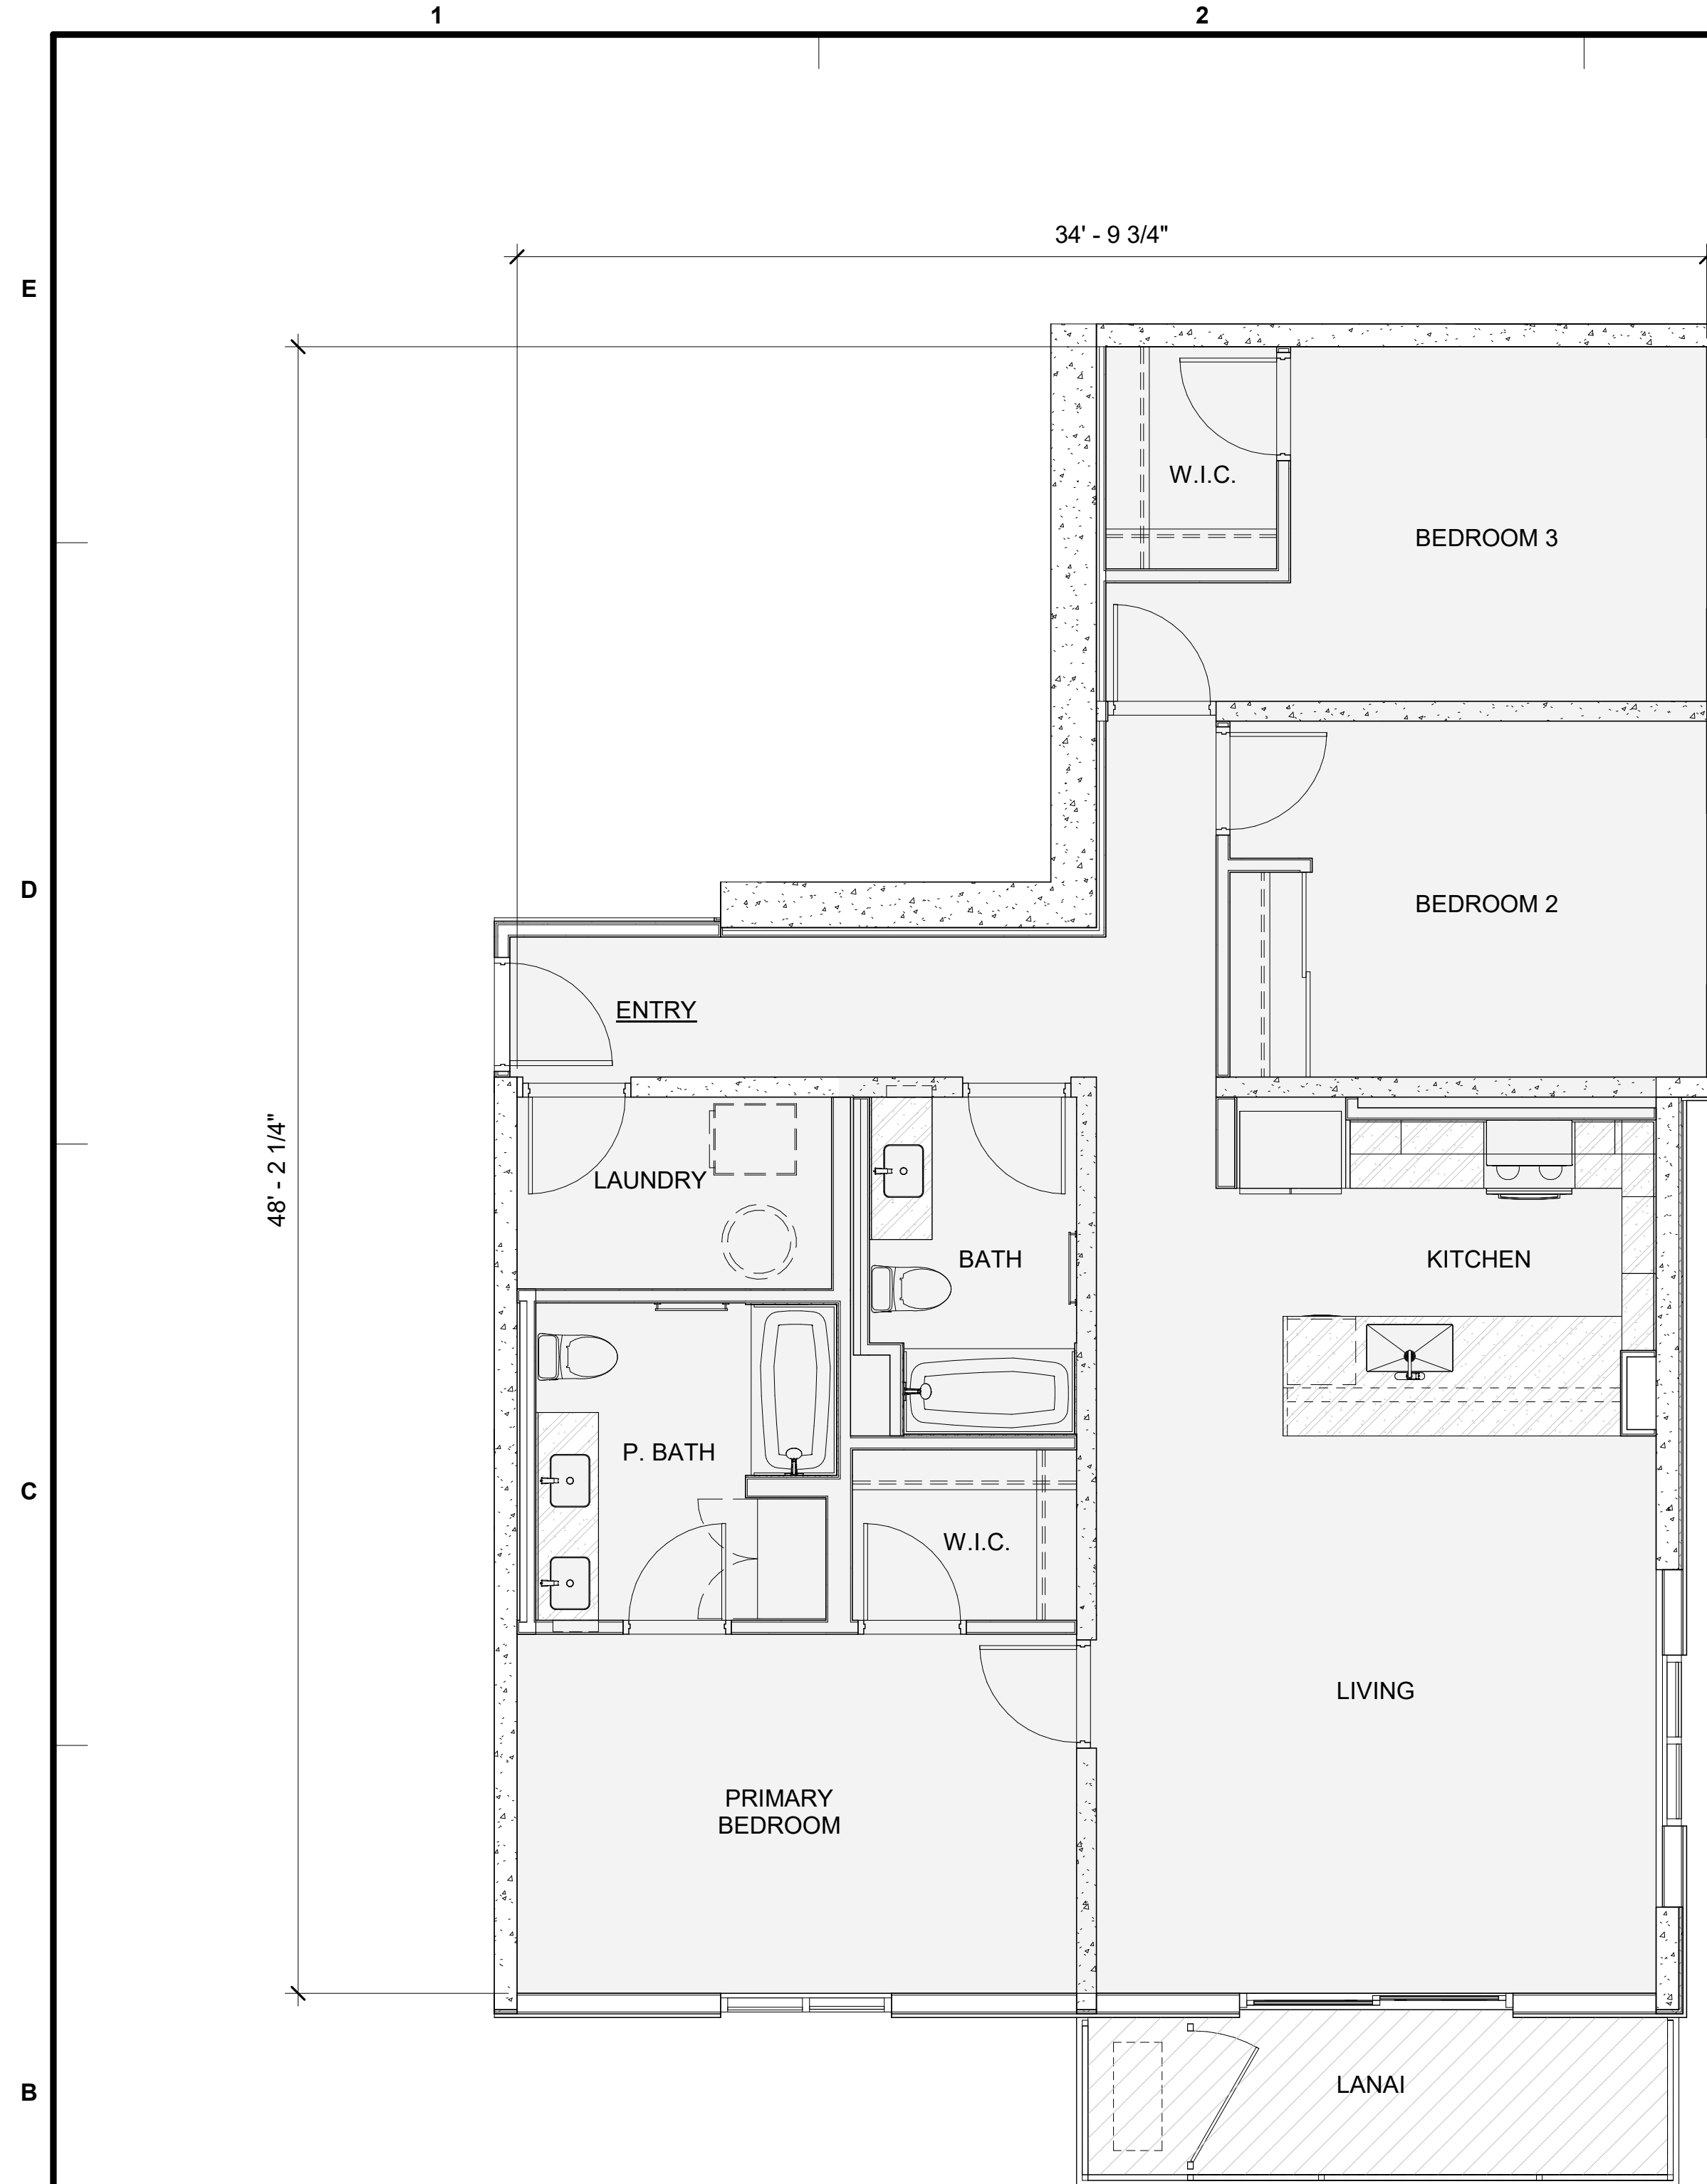 1
2
34' - 9 3/4"
E
W.I.C.
BEDROOM 3
D
BEDROOM 2
ENTRY
48' - 2 1/4"
LAUNDRY
BATH
KITCHEN
P. BATH
C
W.I.C.
LIVING
PRIMARY
BEDROOM
LANAI
B